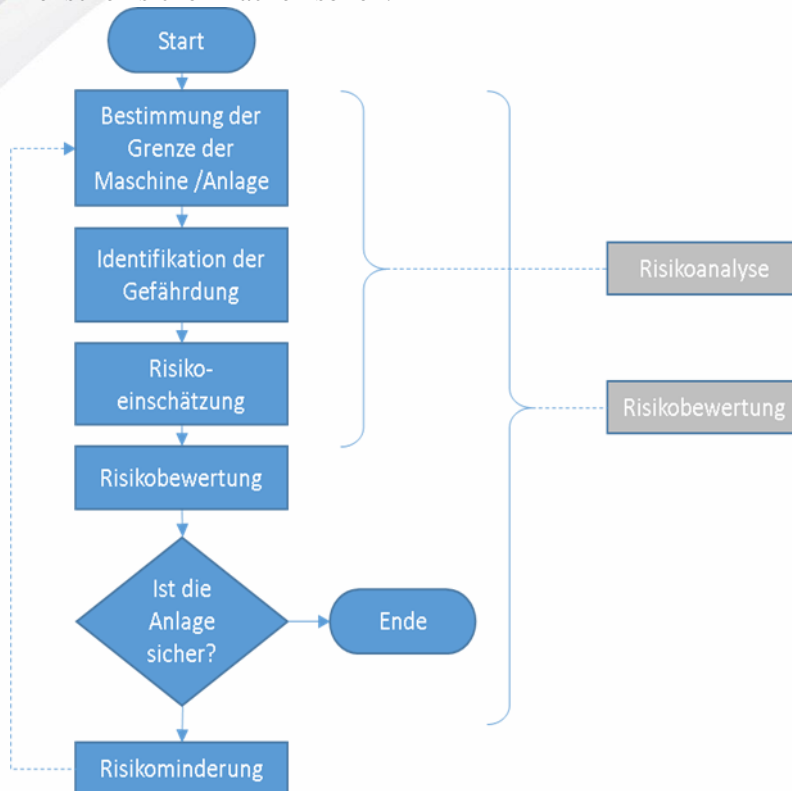 Start
Bestimmung der
Grenze der
Maschine /Anlage
Identifikation der
Gefährdung
Risikoanalyse
Risiko-
einschätzung
Risikobewertung
Risikobewertung
Ist die
Anlage
sicher?
Ende
Risikominderung